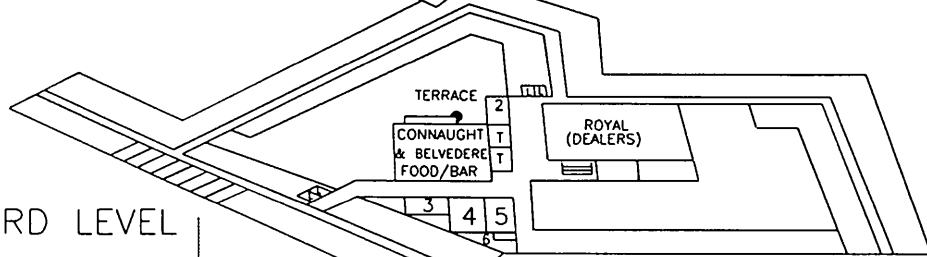 TERRACE
2
CONNAUGHT
& BELVEDERE
FOOD/BAR
T
T
ROYAL
(DEALERS)
3
4
5
6
RD LEVEL